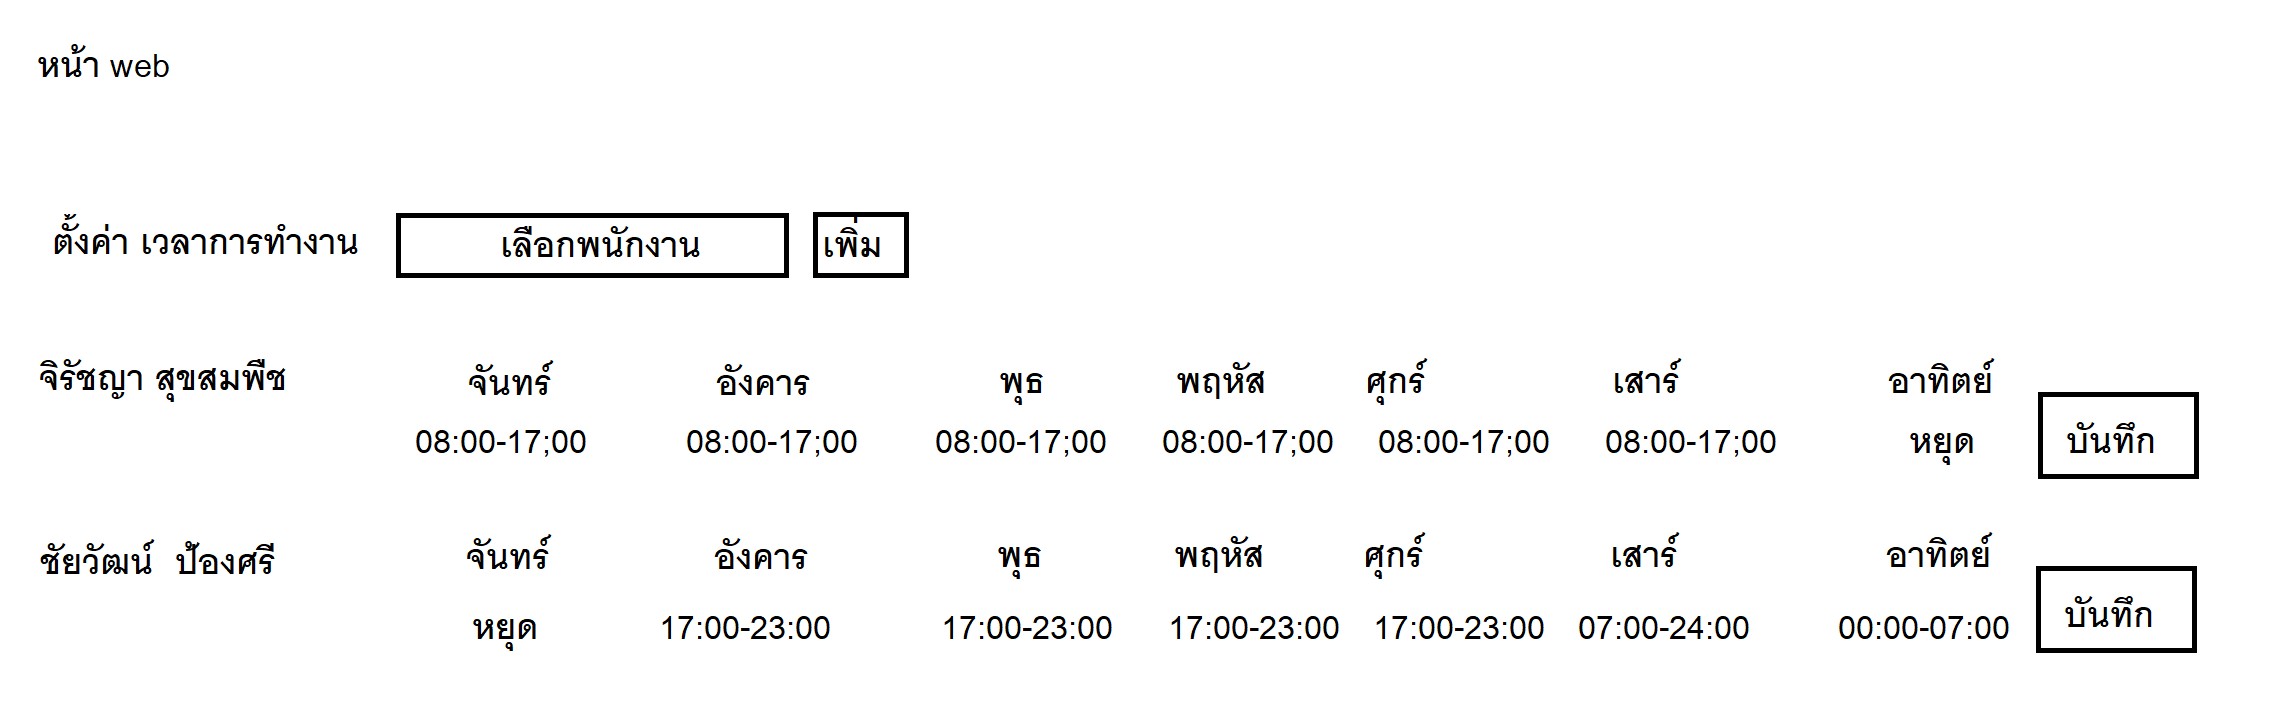 หน้า web
ตั้งค่า เวลาการทำงาน เลือกพนักงาน เพิ่ม
จิรัชญา สุขสมพืช จันทร์ อังคาร พุธ พฤหัส ศุกร์ เสาร์ อาทิตย์
08:00-17;00 08:00-17;00 08:00-17;00 08:00-17;00 08:00-17;00 08:00-17;00 หยุด บันทึก
ชัยวัฒน์ ป้องศรี จันทร์ อังคาร พุธ พฤหัส ศุกร์ เสาร์ อาทิตย์
หยุด 17:00-23:00 17:00-23:00 17:00-23:00 17:00-23:00 07:00-24:00 00:00-07:00 บันทึก